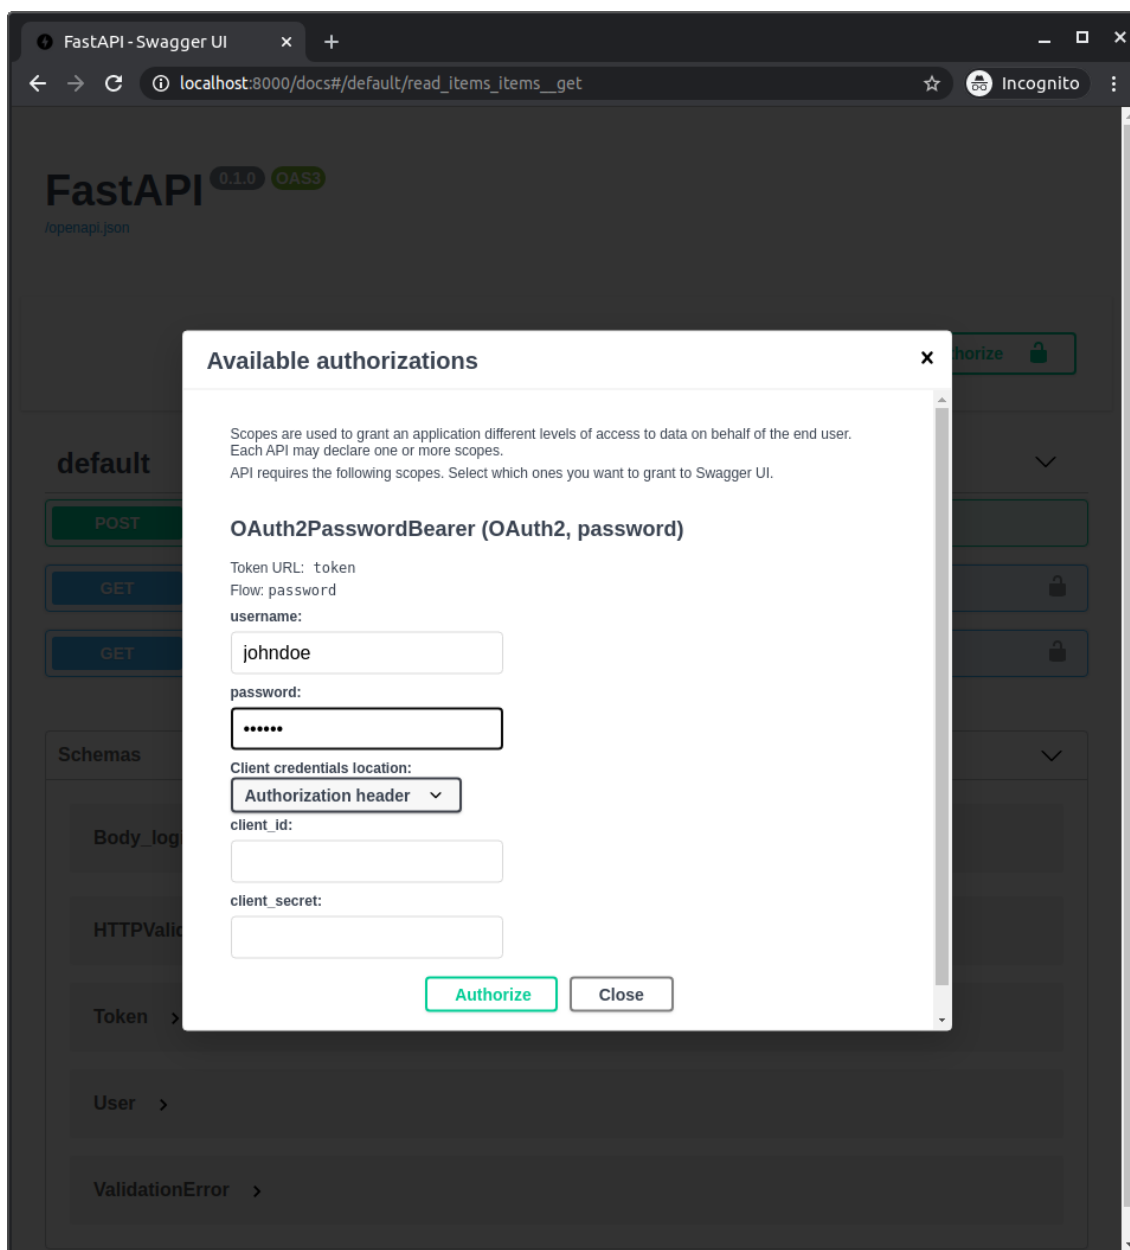 FastAPI - Swagger UI
localhost:8000/docs#/default/read_items_items__get
Incognito
FastAPI 0.1.0 OAS3
/openapi.json
Available authorizations
Scopes are used to grant an application different levels of access to data on behalf of the end user.
Each API may declare one or more scopes.
API requires the following scopes. Select which ones you want to grant to Swagger UI.
default
POST
GET
GET
OAuth2PasswordBearer (OAuth2, password)
Token URL: token
Flow: password
username:
johndoe
password:
••••••
Client credentials location:
Authorization header
client_id:
client_secret:
Authorize
Close
Schemas
Token
User
ValidationError